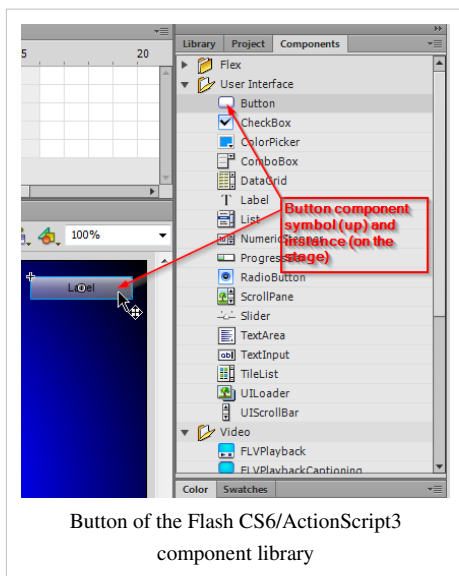 5 20
Library Project Components
Flex
User Interface
Button
CheckBox
ColorPicker
ComboBox
DataGrid
Label
List
NumericStepper
ProgressBar
RadioButton
ScrollPane
Slider
TextArea
TextInput
TileList
UILoader
UIScrollBar
Video
FLVPlayback
FLVPlaybackCaptioning
Color Swatches
100%
Label
Button component
symbol (up) and
instence (on the
stage)
Button of the Flash CS6/ActionScript3
component library